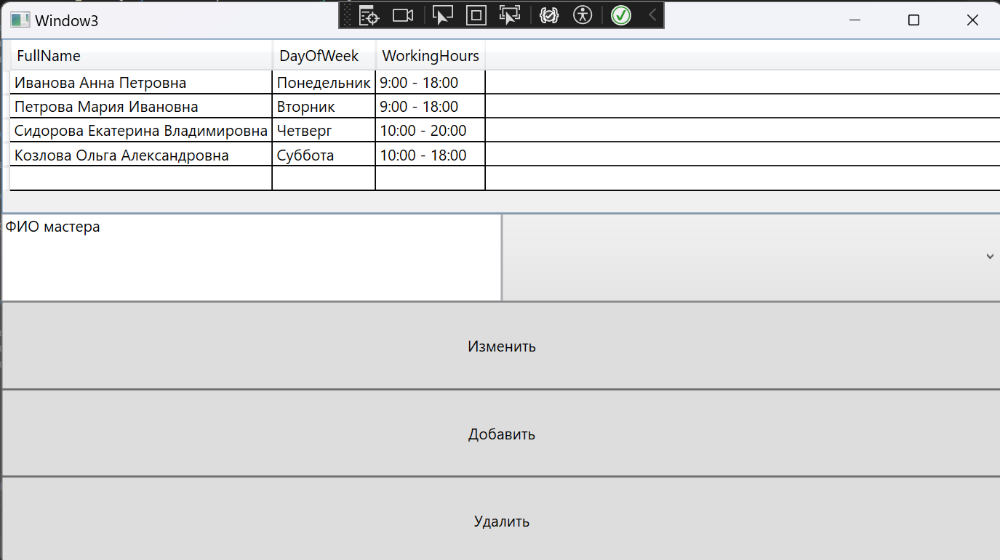 Window3
FullName DayOfWeek WorkingHours
Иванова Анна Петровна Понедельник 9:00 - 18:00
Петрова Мария Ивановна Вторник 9:00 - 18:00
Сидорова Екатерина Владимировна Четверг 10:00 - 20:00
Козлова Ольга Александровна Суббота 10:00 - 18:00
ФИО мастера
Изменить
Добавить
Удалить